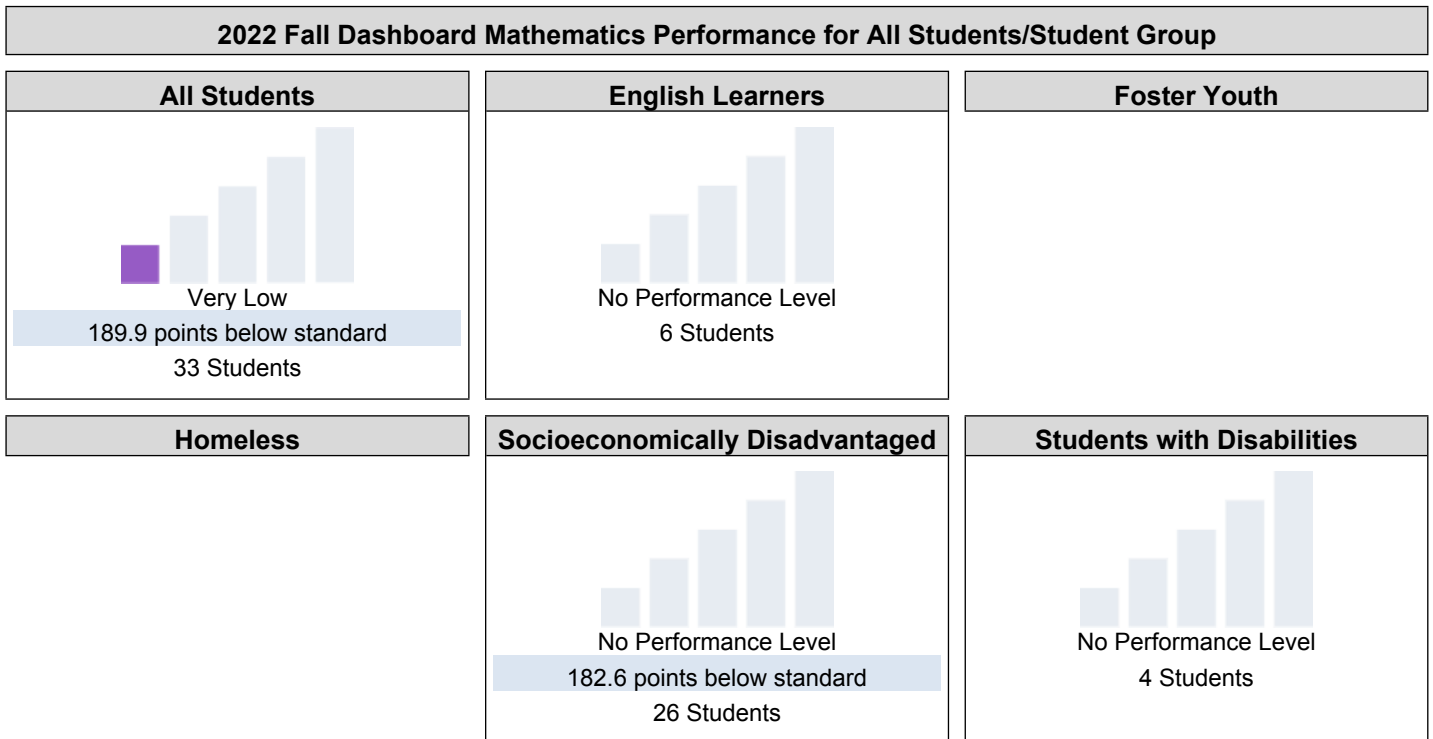 2022 Fall Dashboard Mathematics Performance for All Students/Student Group
All Students
Very Low
189.9 points below standard
33 Students
English Learners
No Performance Level
6 Students
Foster Youth
Homeless
Socioeconomically Disadvantaged
No Performance Level
182.6 points below standard
26 Students
Students with Disabilities
No Performance Level
4 Students